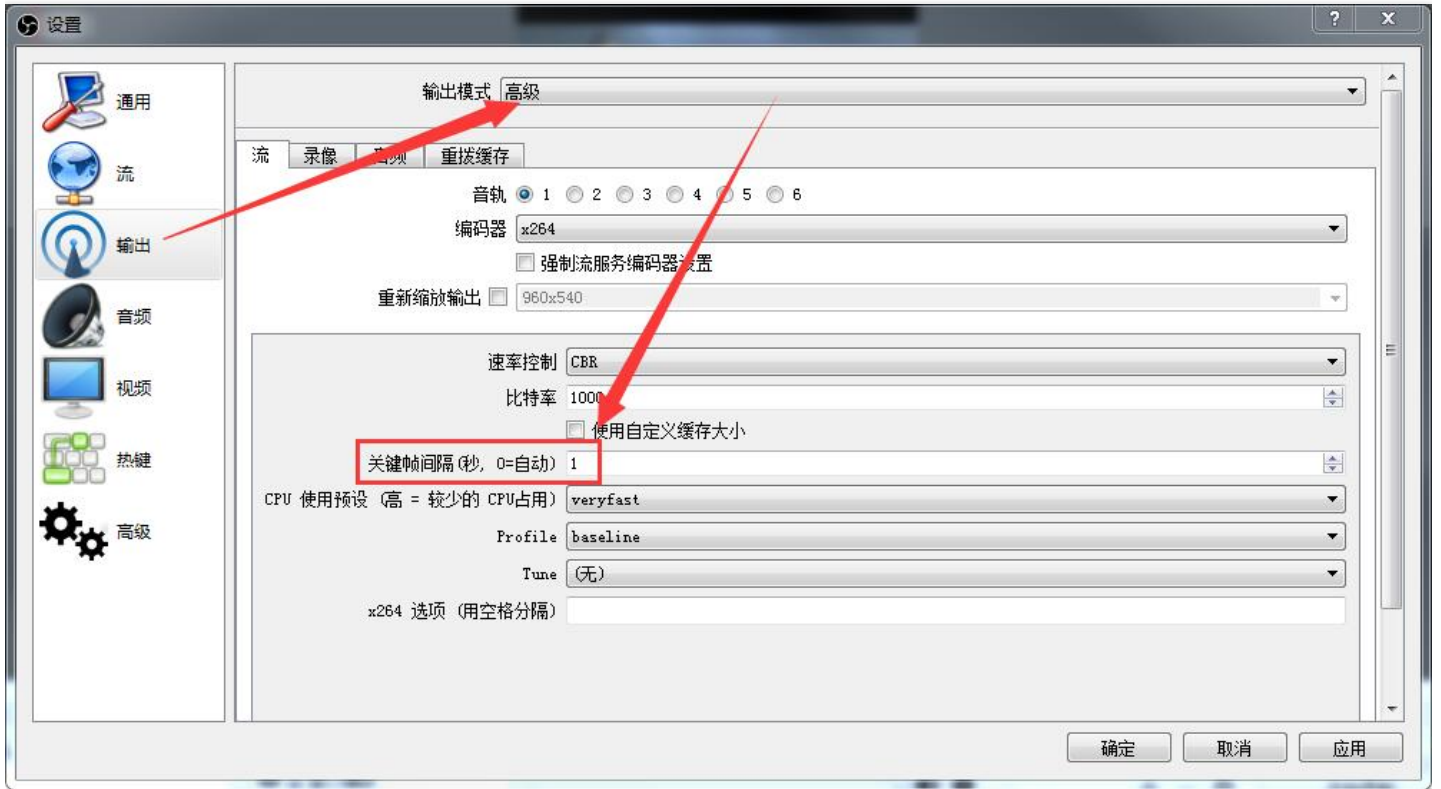 设置
?
X
通用
流
输出
音频
视频
热键
高级
输出模式 高级
流 录像 音频 重拨缓存
音轨 1 2 3 4 5 6
编码器 x264
强制流服务编码器设置
重新缩放输出 960x540
速率控制 CBR
比特率 1000
使用自定义缓存大小
关键帧间隔(秒, 0=自动) 1
CPU 使用预设 (高 = 较少的 CPU占用) veryfast
Profile baseline
Tune (无)
x264 选项 (用空格分隔)
确定 取消 应用